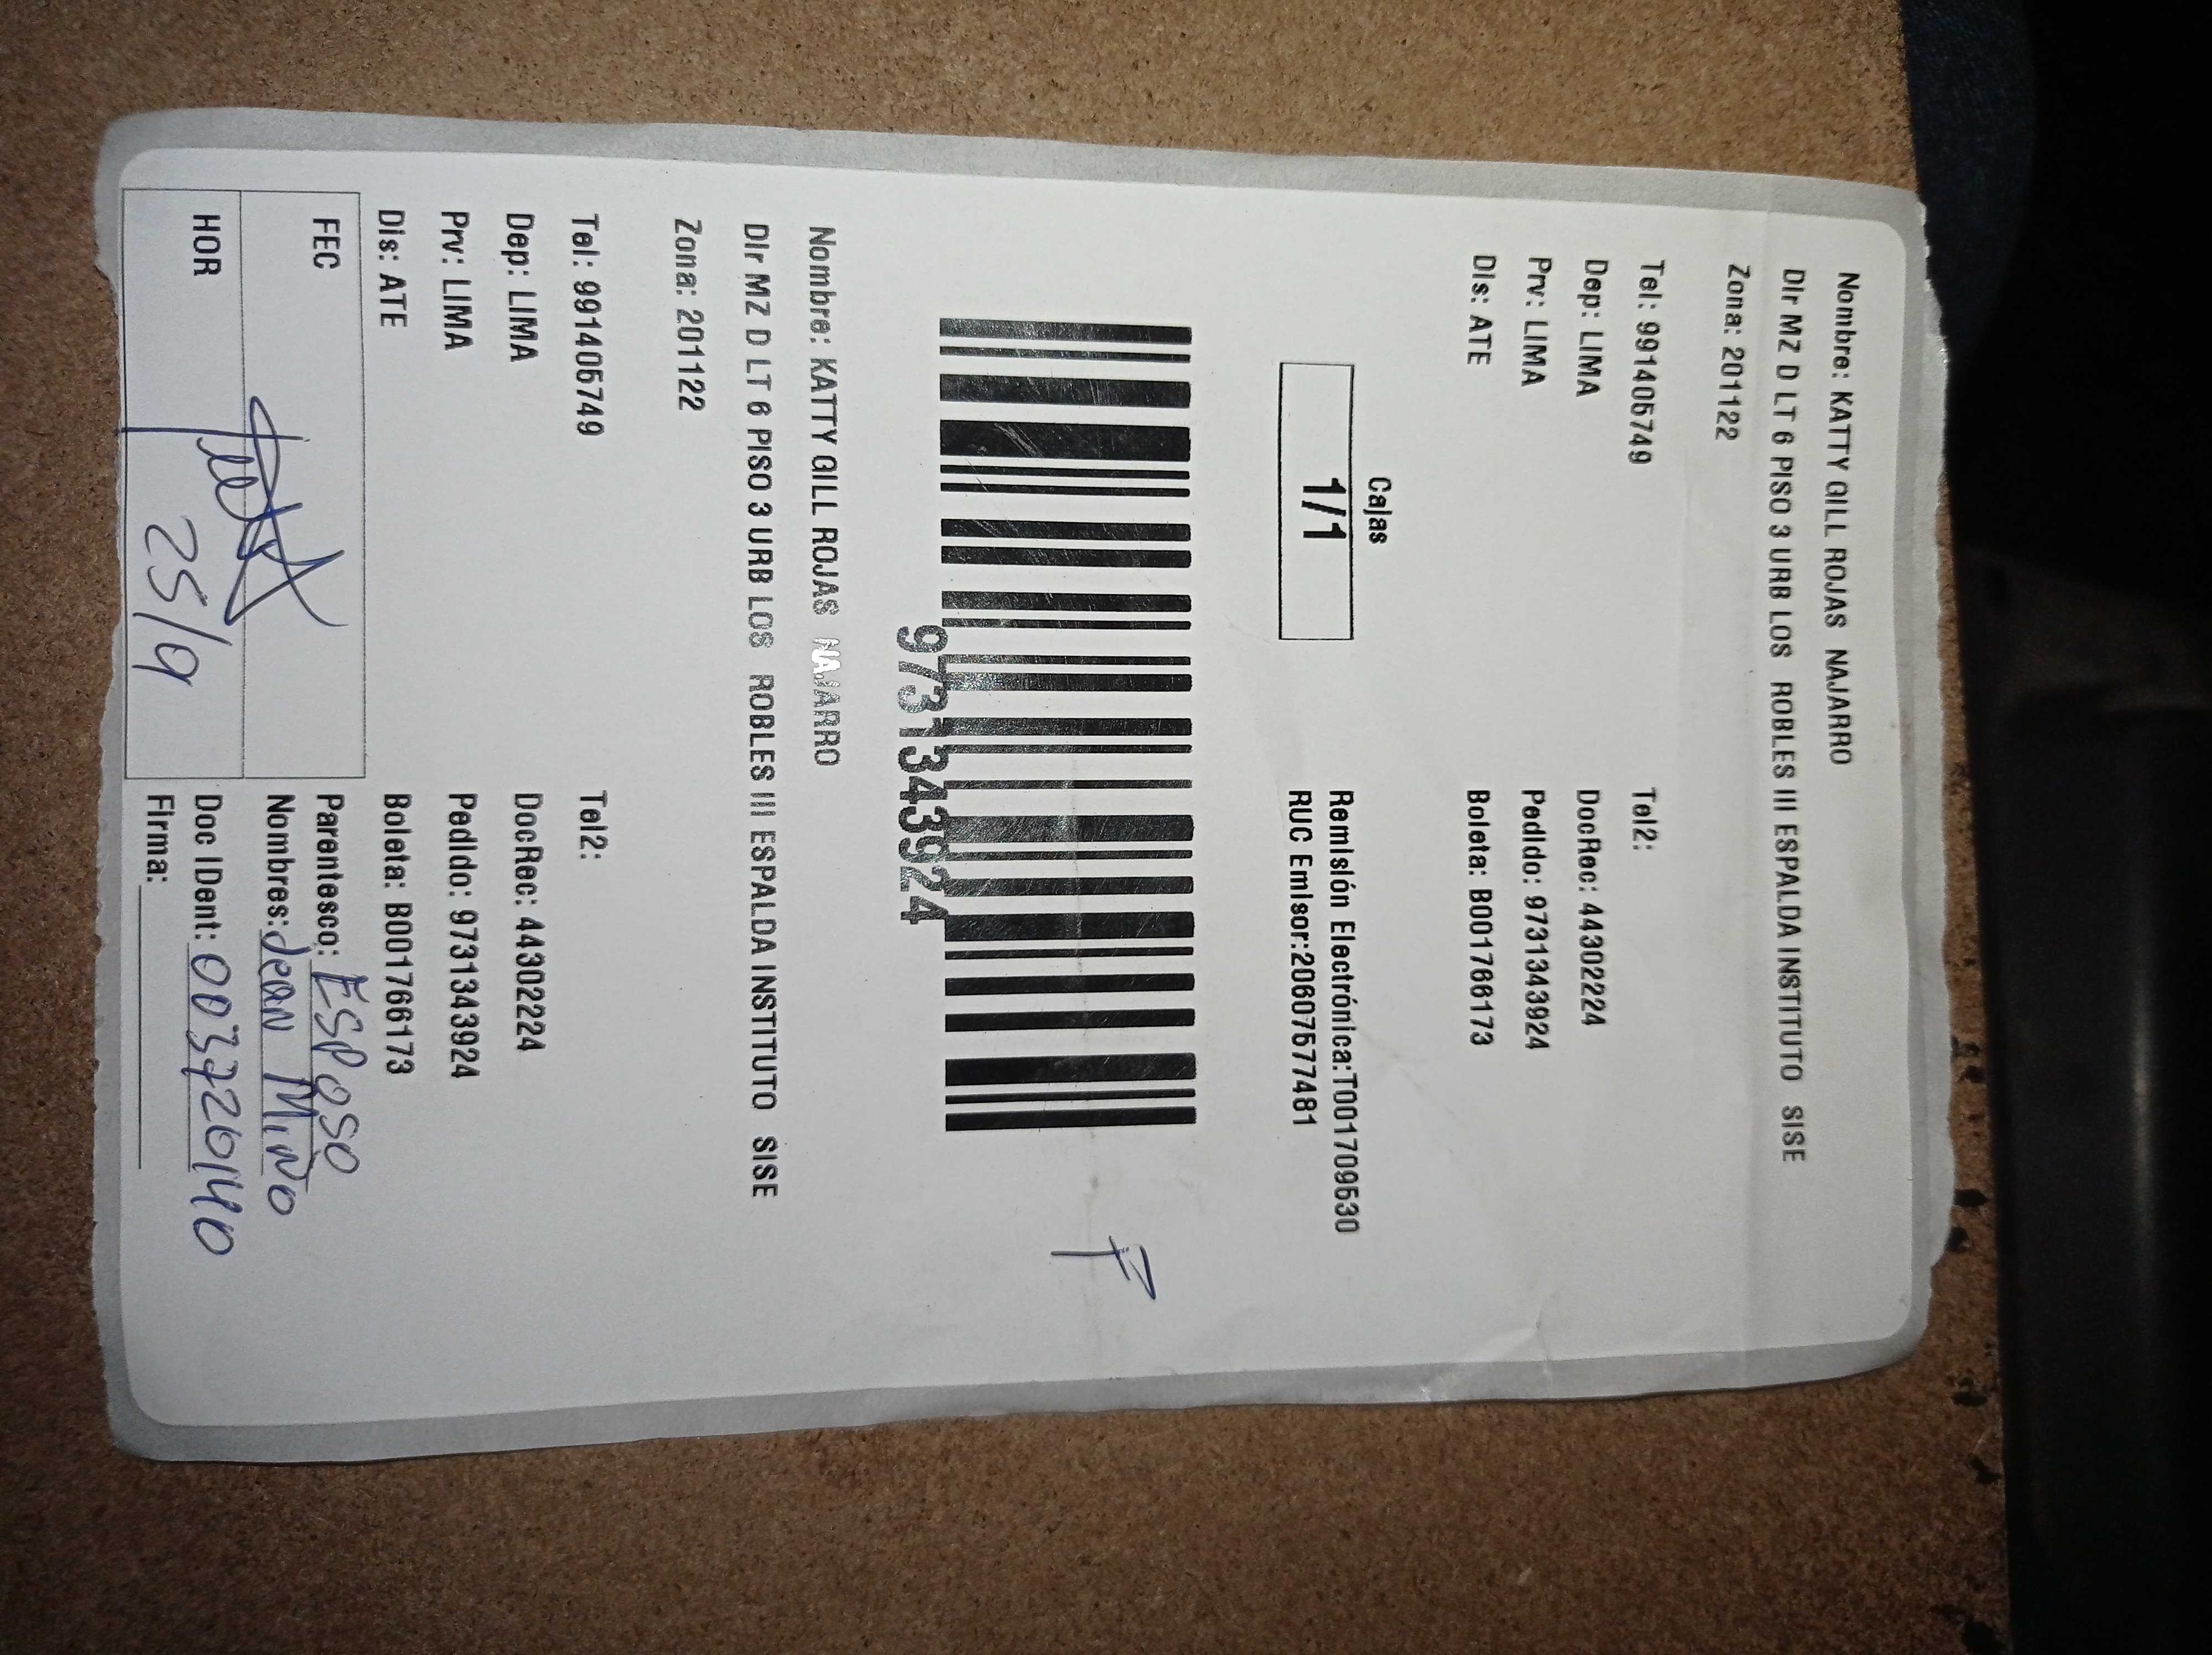 Nombre: KATTY GILL ROJAS NAJARRO
Dir MZ D LT 6 PISO 3 URB LOS ROBLES III ESPALDA INSTITUTO SISE
Zona: 201122
Tel: 991405749 Tel2:
Dep: LIMA DocRec: 44302224
Prv: LIMA Pedido: 9731343924
Dis: ATE Boleta: B001766173
Cajas
1/1
Remisión Electrónica:T001709530
RUC Emisor:20607577481
F
9731343924
Nombre: KATTY GILL ROJAS NAJARRO
Dir MZ D LT 6 PISO 3 URB LOS ROBLES III ESPALDA INSTITUTO SISE
Zona: 201122
Tel: 991405749 Tel2:
Dep: LIMA DocRec: 44302224
Prv: LIMA Pedido: 9731343924
Dis: ATE Boleta: B001766173
FEC Parentesco: ESPOSO
Nombres: Jean Miño
HOR 25/9 Doc IDent: 003726140
Firma: